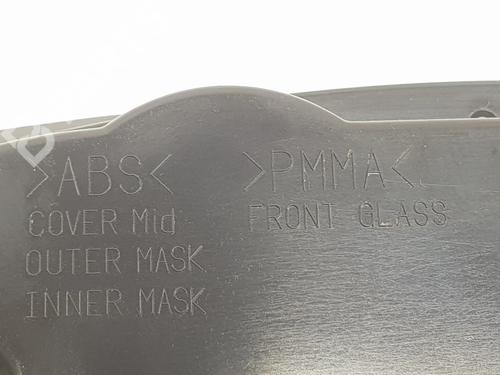 >ABS<
COVER Mid
OUTER MASK
INNER MASK
>PMMA<
FRONT GLASS